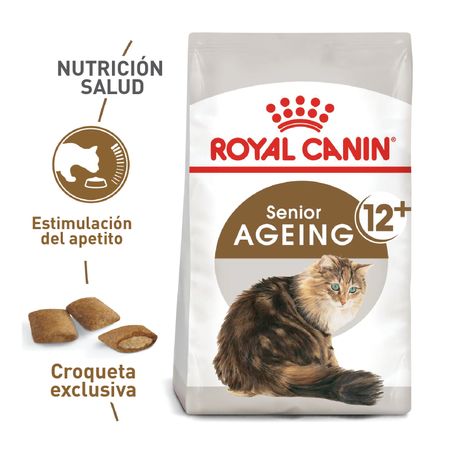 NUTRICIÓN
SALUD
Estimulación
del apetito
Croqueta
exclusiva
ROYAL CANIN
Senior
AGEING 12+